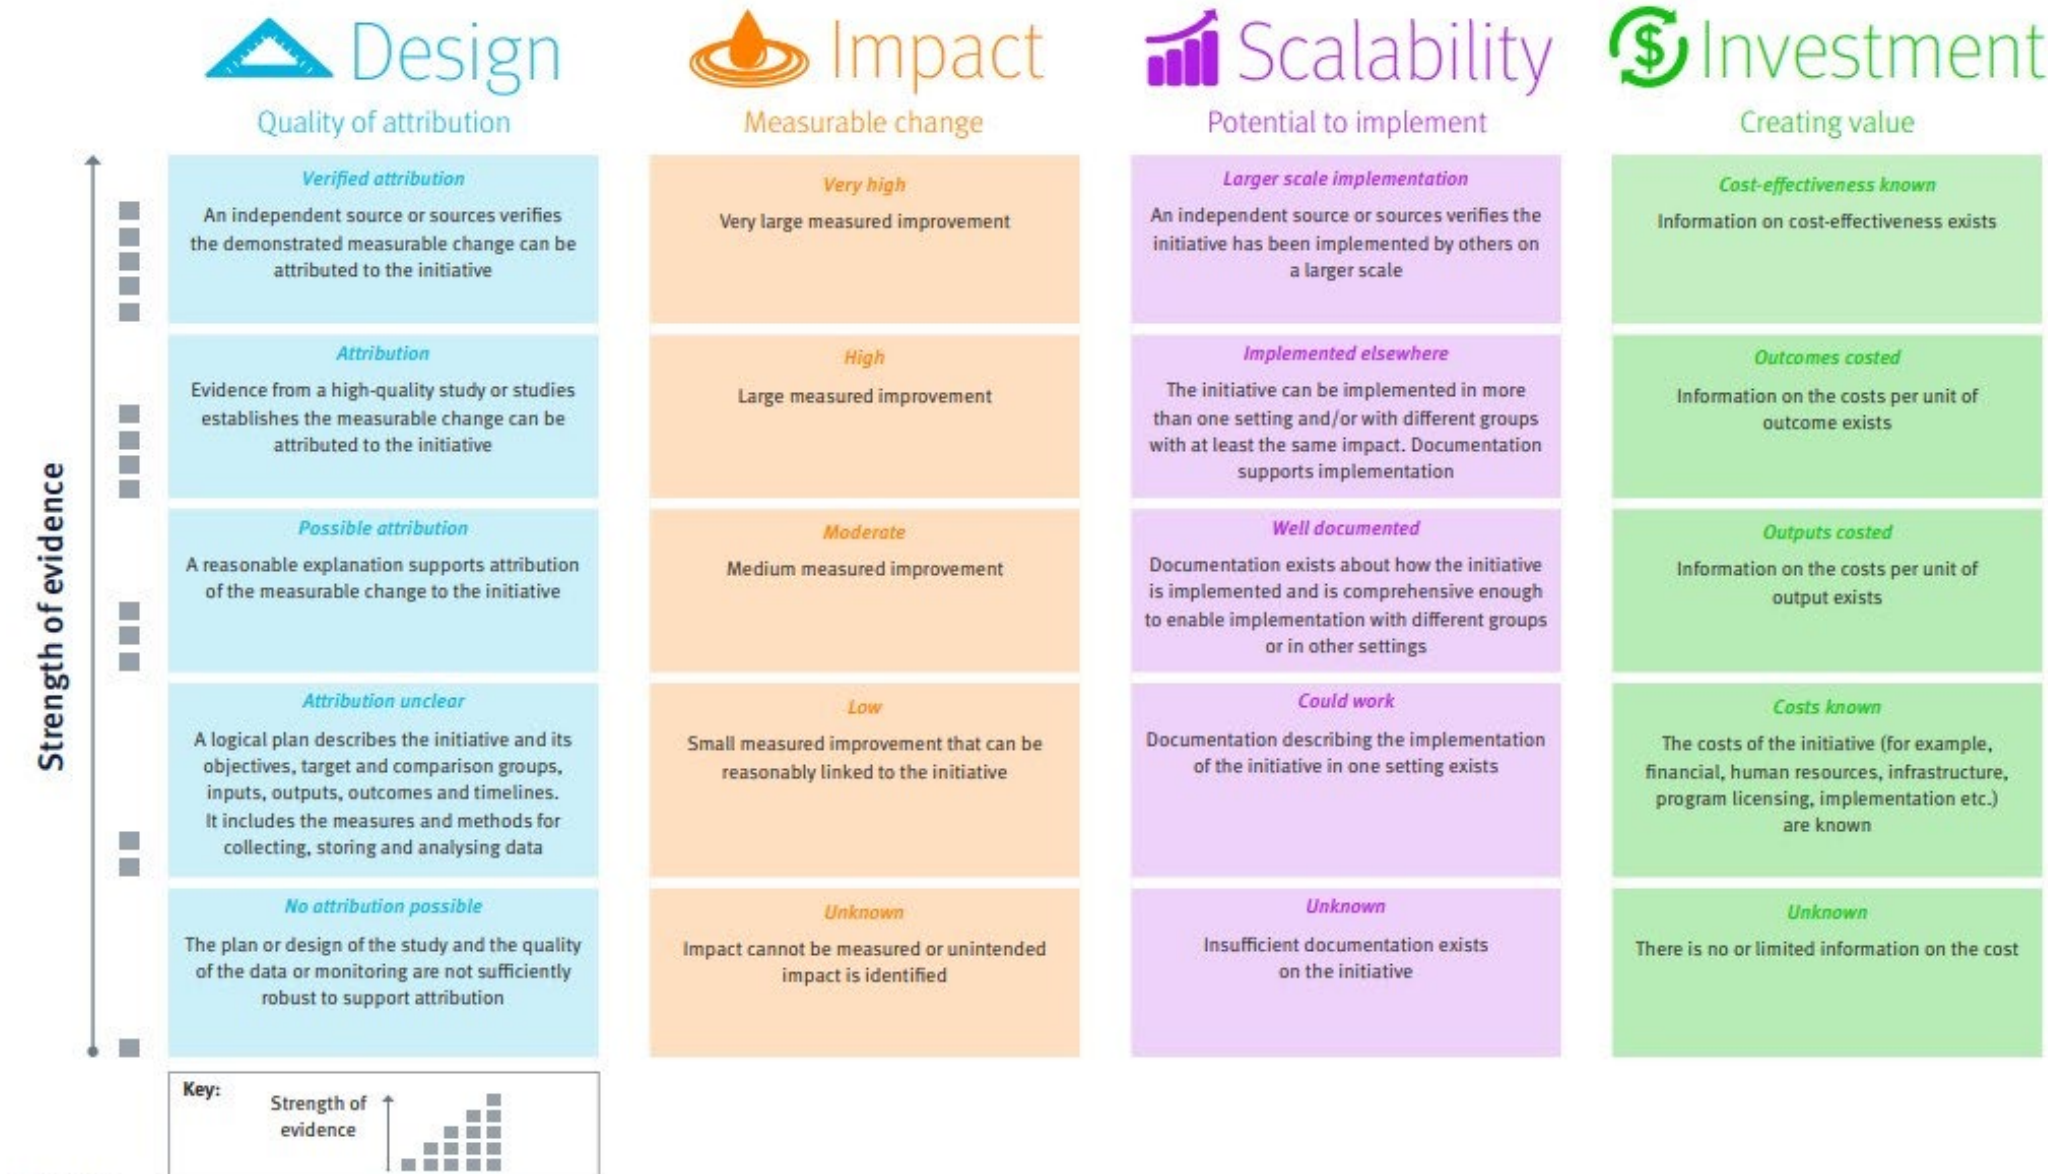 Design
Quality of attribution
Impact
Measurable change
Scalability
Potential to implement
Investment
Creating value
Strength of evidence
Verified attribution
An independent source or sources verifies
the demonstrated measurable change can be
attributed to the initiative
Very high
Very large measured improvement
Larger scale implementation
An independent source or sources verifies the
initiative has been implemented by others on
a larger scale
Cost-effectiveness known
Information on cost-effectiveness exists
Attribution
Evidence from a high-quality study or studies
establishes the measurable change can be
attributed to the initiative
High
Large measured improvement
Implemented elsewhere
The initiative can be implemented in more
than one setting and/or with different groups
with at least the same impact. Documentation
supports implementation
Outcomes costed
Information on the costs per unit of
outcome exists
Possible attribution
A reasonable explanation supports attribution
of the measurable change to the initiative
Moderate
Medium measured improvement
Well documented
Documentation exists about how the initiative
is implemented and is comprehensive enough
to enable implementation with different groups
or in other settings
Outputs costed
Information on the costs per unit of
output exists
Attribution unclear
A logical plan describes the initiative and its
objectives, target and comparison groups,
inputs, outputs, outcomes and timelines.
It includes the measures and methods for
collecting, storing and analysing data
Low
Small measured improvement that can be
reasonably linked to the initiative
Could work
Documentation describing the implementation
of the initiative in one setting exists
Costs known
The costs of the initiative (for example,
financial, human resources, infrastructure,
program licensing, implementation etc.)
are known
No attribution possible
The plan or design of the study and the quality
of the data or monitoring are not sufficiently
robust to support attribution
Unknown
Impact cannot be measured or unintended
impact is identified
Unknown
Insufficient documentation exists
on the initiative
Unknown
There is no or limited information on the cost
Key:
Strength of
evidence